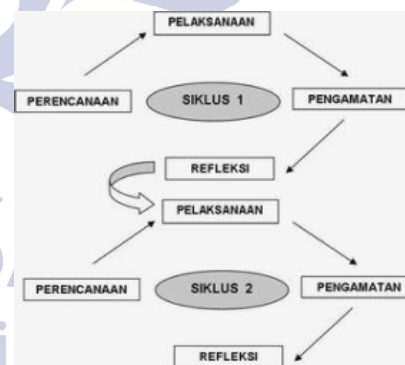 PELAKSANAAN
PERENCANAAN
SIKLUS 1
PENGAMATAN
REFLEKSI
PELAKSANAAN
PERENCANAAN
SIKLUS 2
PENGAMATAN
REFLEKSI